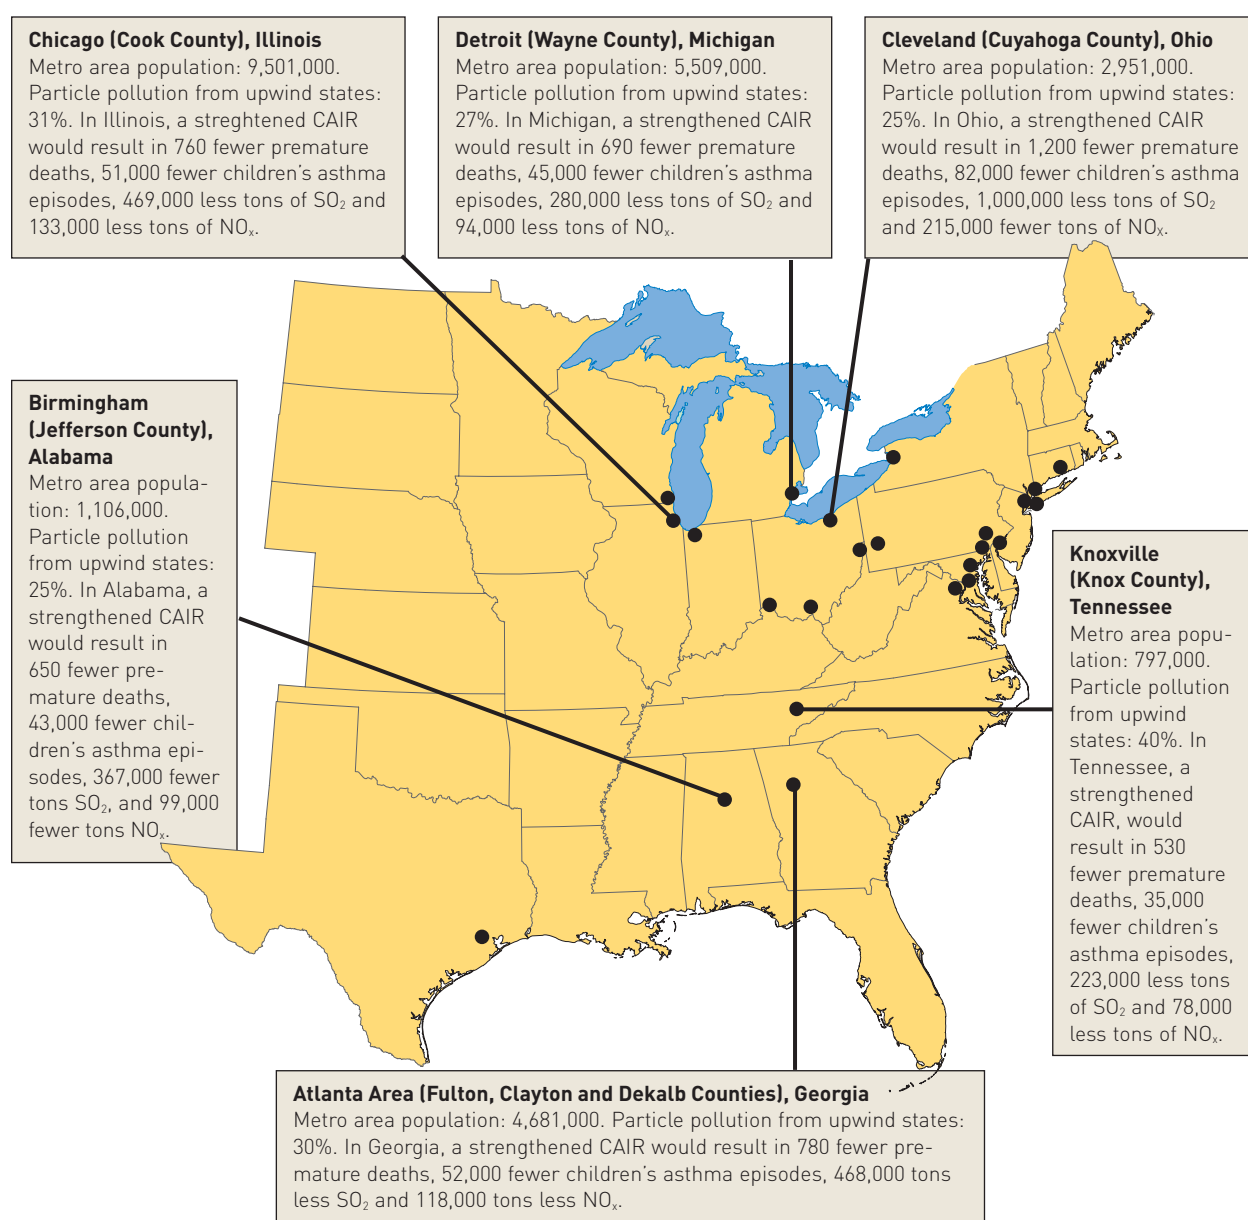 Chicago (Cook County), Illinois
Metro area population: 9,501,000.
Particle pollution from upwind states:
31%. In Illinois, a streghtened CAIR
would result in 760 fewer premature
deaths, 51,000 fewer children's asthma
episodes, 469,000 less tons of SO₂ and
133,000 less tons of NOₓ.
Detroit (Wayne County), Michigan
Metro area population: 5,509,000.
Particle pollution from upwind states:
27%. In Michigan, a strengthened CAIR
would result in 690 fewer premature
deaths, 45,000 fewer children's asthma
episodes, 280,000 less tons of SO₂ and
94,000 less tons of NOₓ.
Cleveland (Cuyahoga County), Ohio
Metro area population: 2,951,000.
Particle pollution from upwind states:
25%. In Ohio, a strengthened CAIR
would result in 1,200 fewer premature
deaths, 82,000 fewer children's asthma
episodes, 1,000,000 less tons of SO₂
and 215,000 fewer tons of NOₓ.
Birmingham
(Jefferson County),
Alabama
Metro area popula-
tion: 1,106,000.
Particle pollution
from upwind states:
25%. In Alabama, a
strengthened CAIR
would result in
650 fewer pre-
mature deaths,
43,000 fewer chil-
dren's asthma epi-
sodes, 367,000 fewer
tons SO₂, and 99,000
fewer tons NOₓ.
Knoxville
(Knox County),
Tennessee
Metro area popu-
lation: 797,000.
Particle pollution
from upwind
states: 40%. In
Tennessee, a
strengthened
CAIR, would
result in 530
fewer premature
deaths, 35,000
fewer children's
asthma episodes,
223,000 less tons
of SO₂ and 78,000
less tons of NOₓ.
Atlanta Area (Fulton, Clayton and Dekalb Counties), Georgia
Metro area population: 4,681,000. Particle pollution from upwind states:
30%. In Georgia, a strengthened CAIR would result in 780 fewer pre-
mature deaths, 52,000 fewer children's asthma episodes, 468,000 tons
less SO₂ and 118,000 tons less NOₓ.